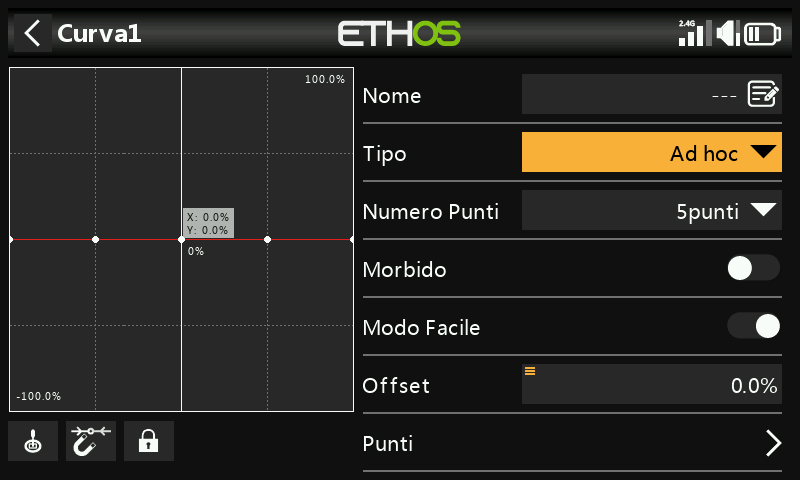 Curva1
ETHOS
2.4G
100.0%
X: 0.0%
Y: 0.0%
0%
-100.0%
Nome
---
Tipo
Ad hoc
Numero Punti
5punti
Morbido
Modo Facile
Offset
0.0%
Punti